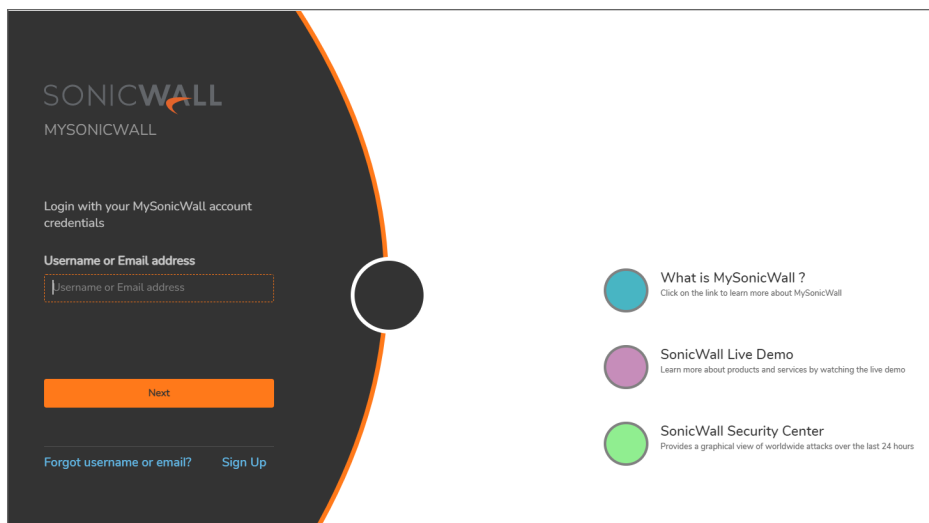 SONICWALL
MYSONICWALL
Login with your MySonicWall account
credentials
Username or Email address
Username or Email address
Next
Forgot username or email?
Sign Up
What is MySonicWall ?
Click on the link to learn more about MySonicWall
SonicWall Live Demo
Learn more about products and services by watching the live demo
SonicWall Security Center
Provides a graphical view of worldwide attacks over the last 24 hours